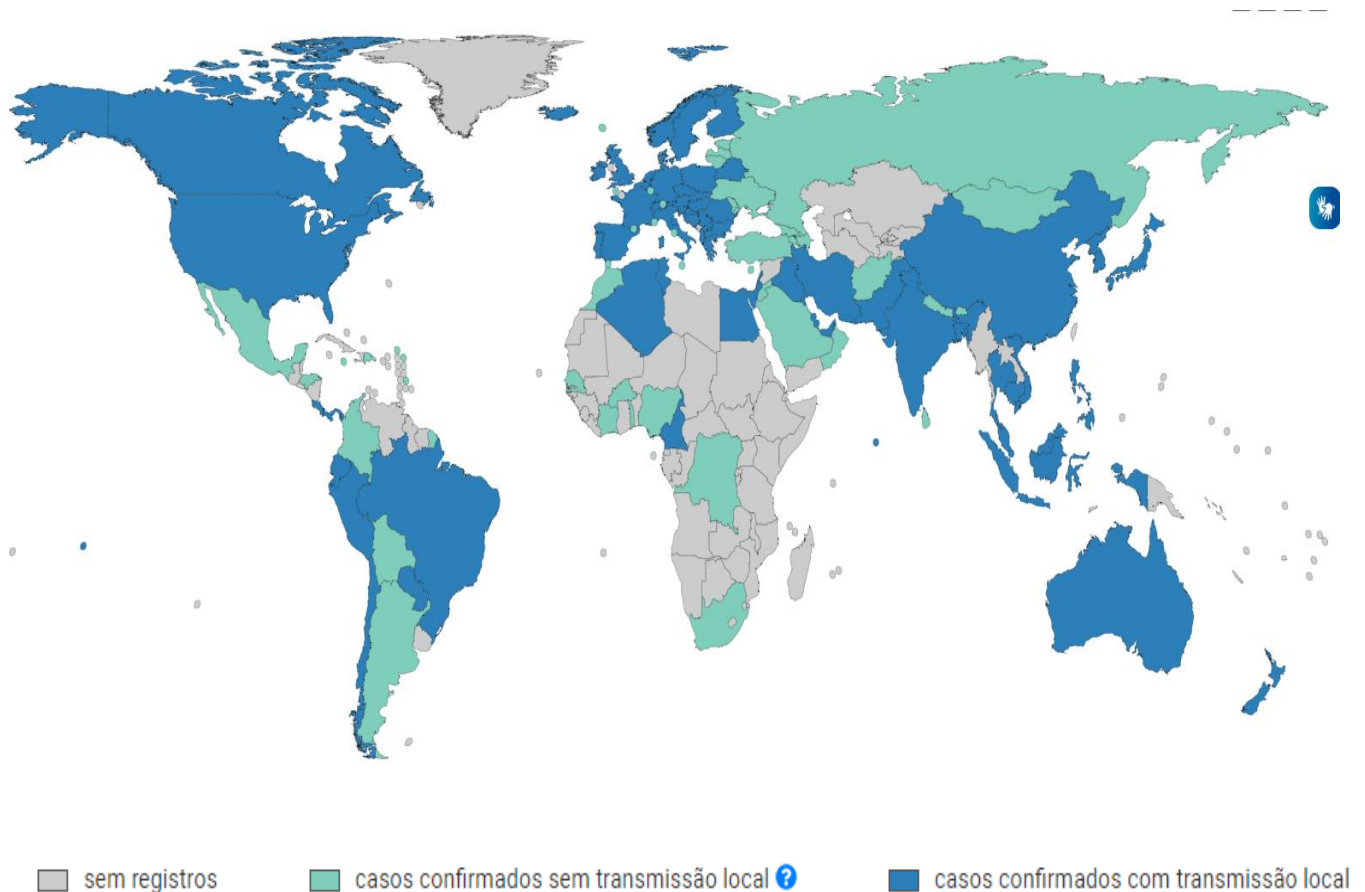 sem registros
casos confirmados sem transmissão local ?
casos confirmados com transmissão local